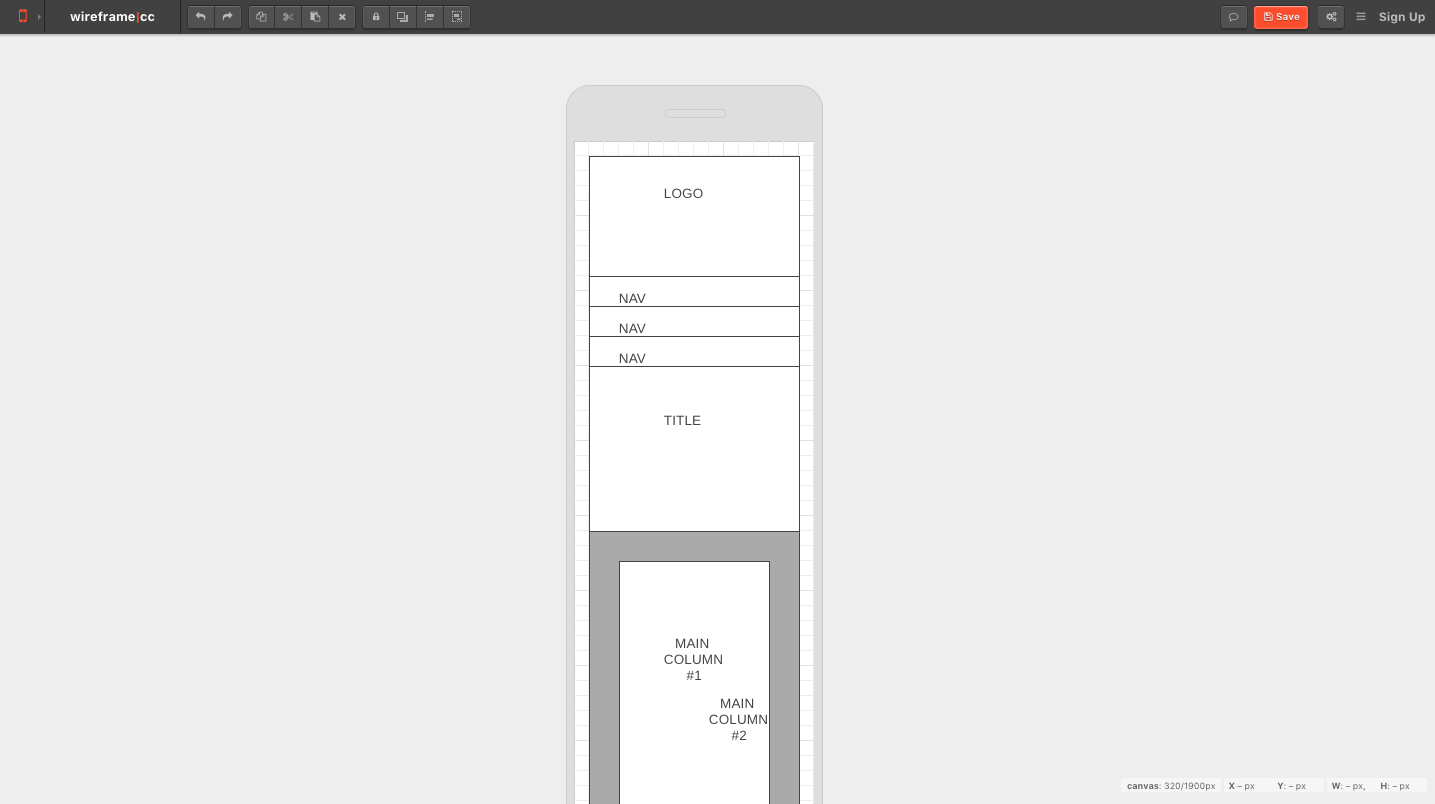 wireframe|cc
Save
Sign Up
LOGO
NAV
NAV
NAV
TITLE
MAIN
COLUMN
#1
MAIN
COLUMN
#2
canvas: 320/1900px X – px Y: – px W: – px, H: – px